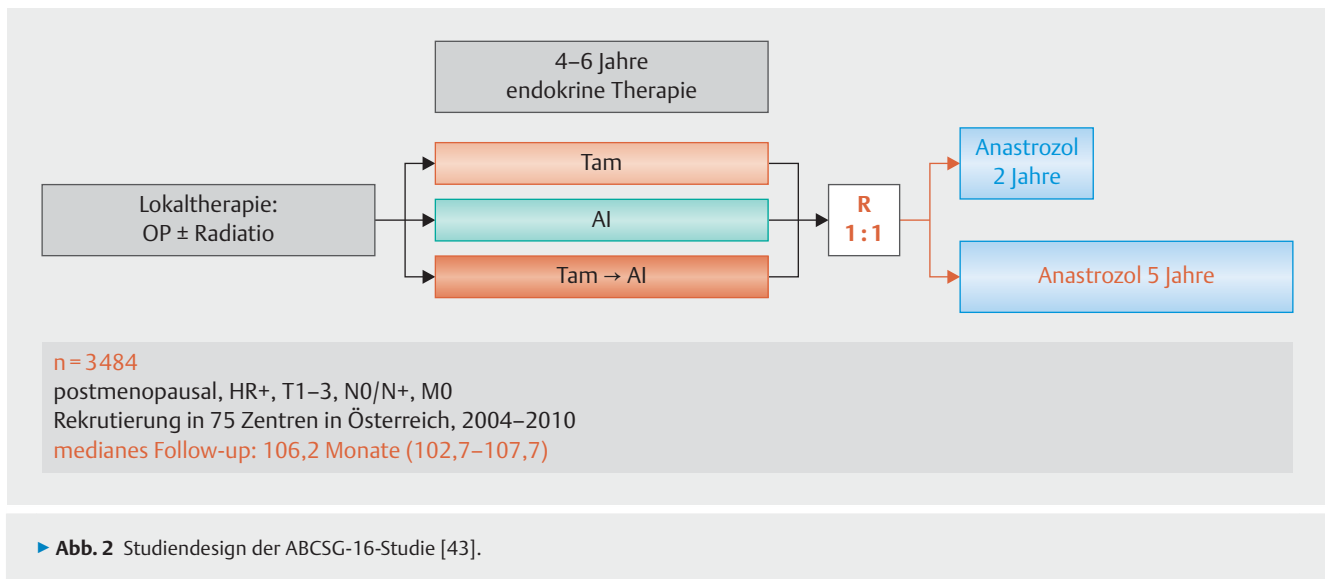 4–6 Jahre
endokrine Therapie
Lokaltherapie:
OP ± Radiatio
Tam
AI
Tam → AI
R
1 : 1
Anastrozol
2 Jahre
Anastrozol 5 Jahre
n = 3484
postmenopausal, HR+, T1–3, N0/N+, M0
Rekrutierung in 75 Zentren in Österreich, 2004–2010
medianes Follow-up: 106,2 Monate (102,7–107,7)
▶ Abb. 2 Studiendesign der ABCSG-16-Studie [43].